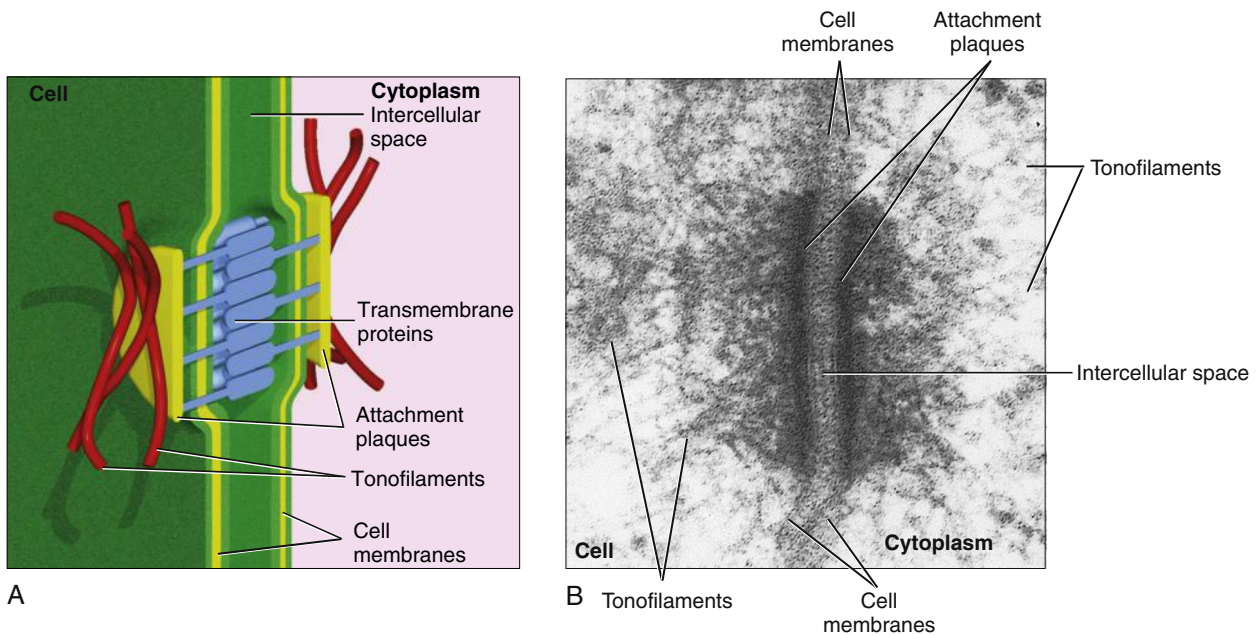 Cell
Cytoplasm
Intercellular
space
Transmembrane
proteins
Attachment
plaques
Tonofilaments
Cell
membranes
A
Cell
membranes
Attachment
plaques
Tonofilaments
Intercellular space
Cell
Cytoplasm
B
Tonofilaments
Cell
membranes